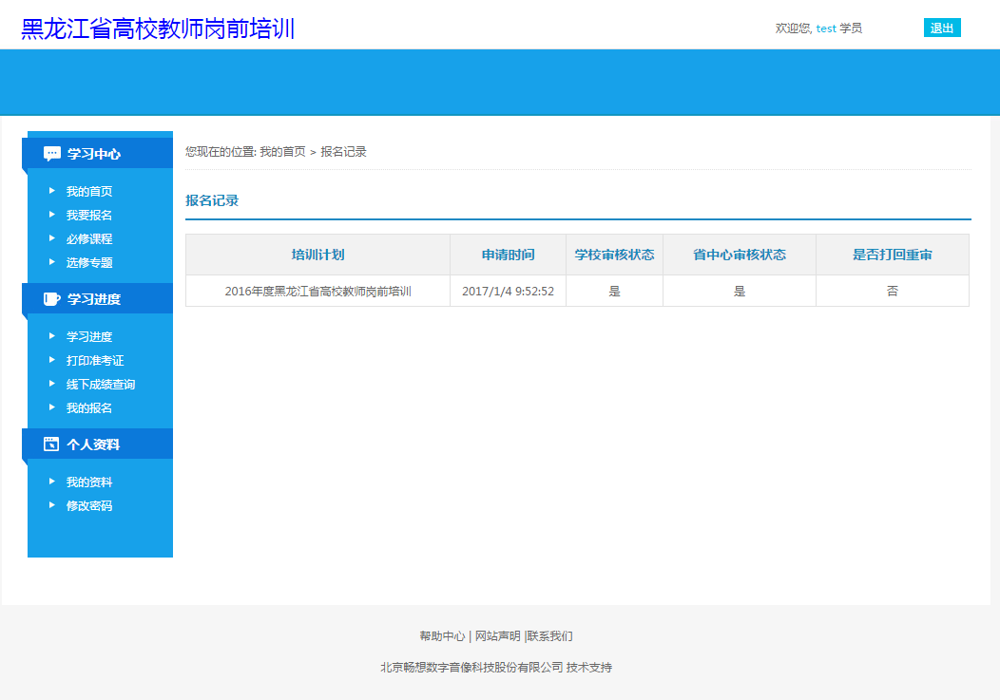 黑龙江省高校教师岗前培训
欢迎您, test 学员 退出
学习中心
我的首页
我要报名
必修课程
选修专题
学习进度
学习进度
打印准考证
线下成绩查询
我的报名
个人资料
我的资料
修改密码
您现在的位置: 我的首页 > 报名记录
报名记录
培训计划 申请时间 学校审核状态 省中心审核状态 是否打回重审
2016年度黑龙江省高校教师岗前培训 2017/1/4 9:52:52 是 是 否
帮助中心 | 网站声明 |联系我们
北京畅想数字音像科技股份有限公司 技术支持